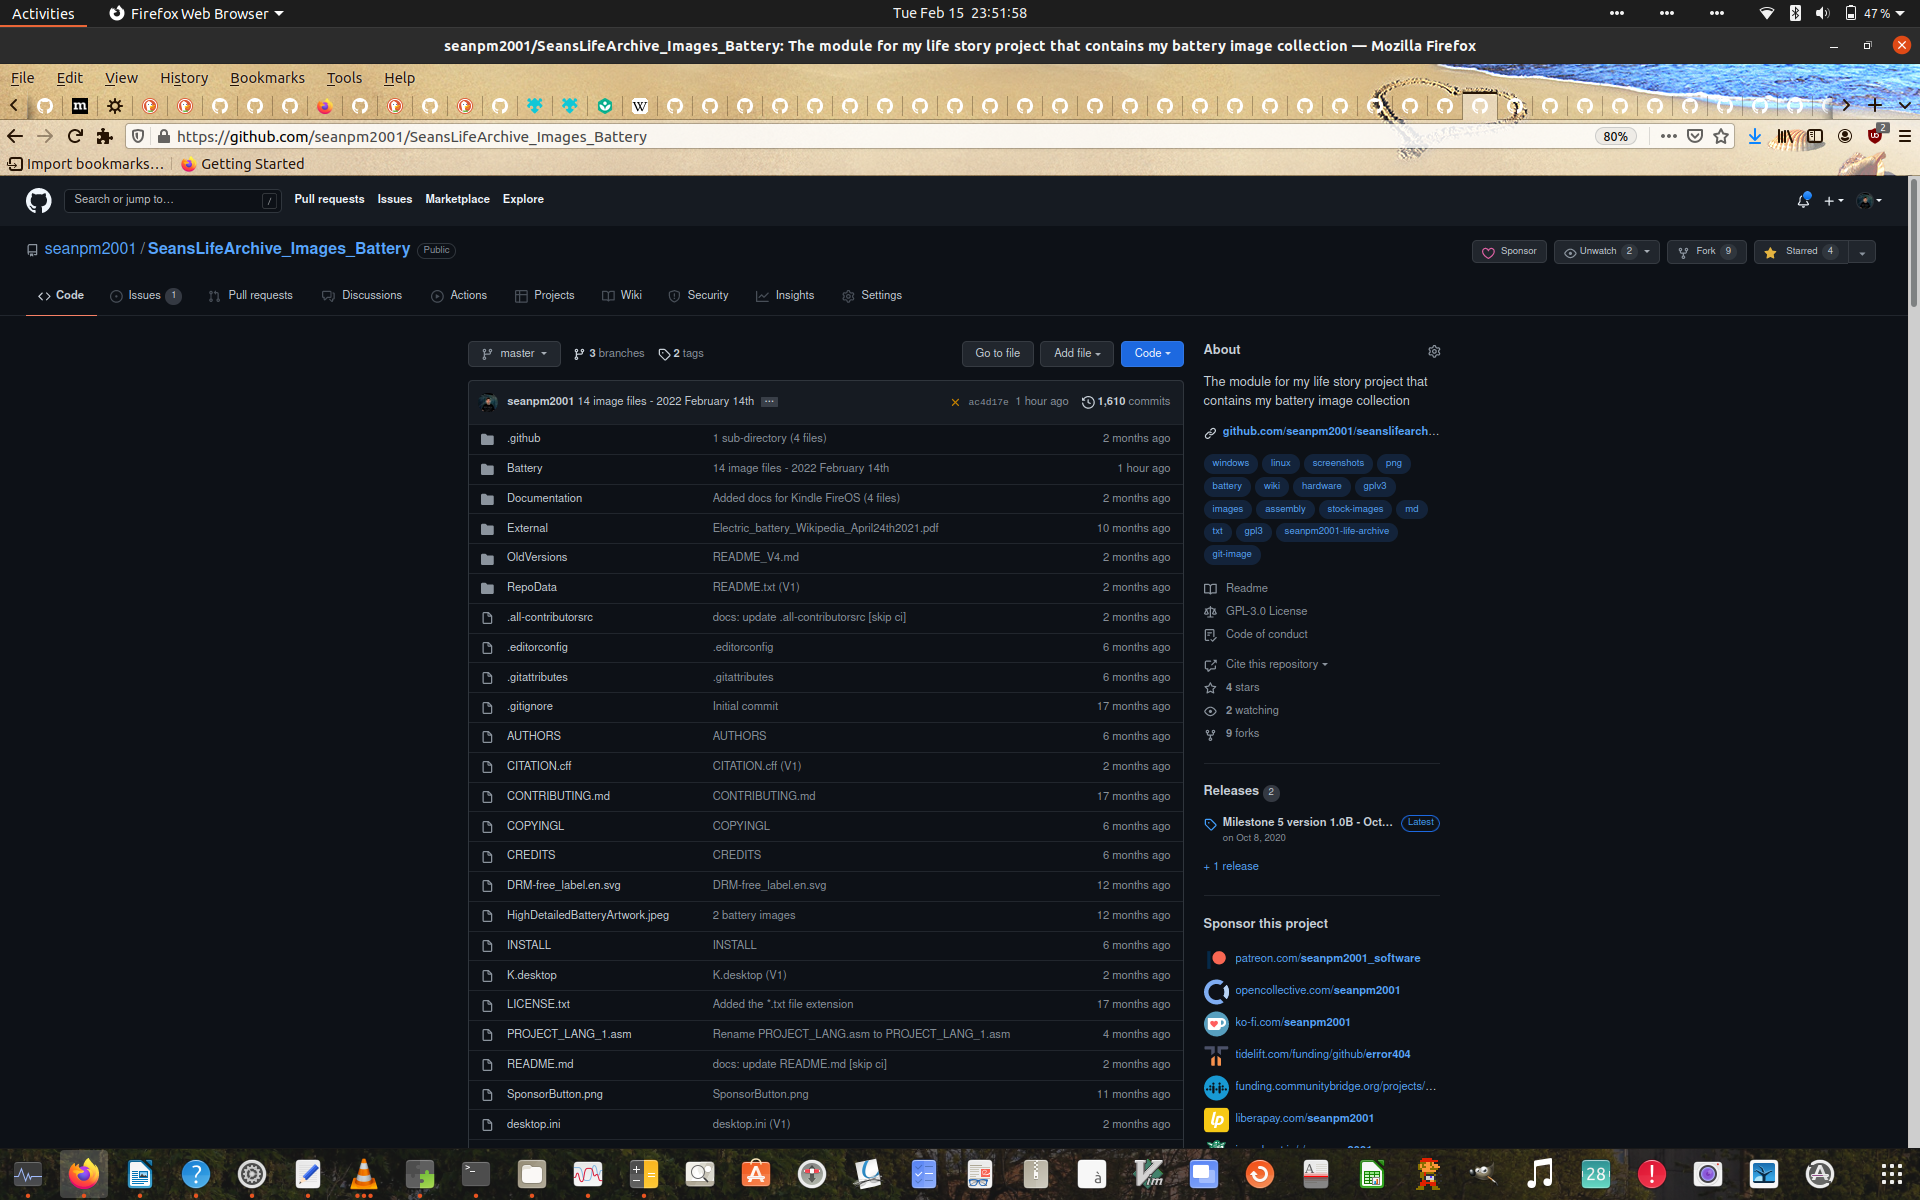 Activities Firefox Web Browser Tue Feb 15 23:51:58 47 %
seanpm2001/SeansLifeArchive_Images_Battery: The module for my life story project that contains my battery image collection — Mozilla Firefox
File Edit View History Bookmarks Tools Help
https://github.com/seanpm2001/SeansLifeArchive_Images_Battery 80% 2
Import bookmarks… Getting Started
Search or jump to… / Pull requests Issues Marketplace Explore
seanpm2001 / SeansLifeArchive_Images_Battery Public Sponsor Unwatch 2 Fork 9 Starred 4
Code Issues 1 Pull requests Discussions Actions Projects Wiki Security Insights Settings
master 3 branches 2 tags Go to file Add file Code
seanpm2001 14 image files - 2022 February 14th ac4d17e 1 hour ago 1,610 commits
.github 1 sub-directory (4 files) 2 months ago
Battery 14 image files - 2022 February 14th 1 hour ago
Documentation Added docs for Kindle FireOS (4 files) 2 months ago
External Electric_battery_Wikipedia_April24th2021.pdf 10 months ago
OldVersions README_V4.md 2 months ago
RepoData README.txt (V1) 2 months ago
.all-contributorsrc docs: update .all-contributorsrc [skip ci] 2 months ago
.editorconfig .editorconfig 6 months ago
.gitattributes .gitattributes 6 months ago
.gitignore Initial commit 17 months ago
AUTHORS AUTHORS 6 months ago
CITATION.cff CITATION.cff (V1) 2 months ago
CONTRIBUTING.md CONTRIBUTING.md 17 months ago
COPYINGL COPYINGL 6 months ago
CREDITS CREDITS 6 months ago
DRM-free_label.en.svg DRM-free_label.en.svg 12 months ago
HighDetailedBatteryArtwork.jpeg 2 battery images 12 months ago
INSTALL INSTALL 6 months ago
K.desktop K.desktop (V1) 2 months ago
LICENSE.txt Added the *.txt file extension 17 months ago
PROJECT_LANG_1.asm Rename PROJECT_LANG.asm to PROJECT_LANG_1.asm 4 months ago
README.md docs: update README.md [skip ci] 2 months ago
SponsorButton.png SponsorButton.png 11 months ago
desktop.ini desktop.ini (V1) 2 months ago
About
The module for my life story project that
contains my battery image collection
github.com/seanpm2001/seanslifearch…
windows linux screenshots png
battery wiki hardware gplv3
images assembly stock-images md
txt gpl3 seanpm2001-life-archive
git-image
Readme
GPL-3.0 License
Code of conduct
Cite this repository
4 stars
2 watching
9 forks
Releases 2
Milestone 5 version 1.0B - Oct… Latest
on Oct 8, 2020
+ 1 release
Sponsor this project
patreon.com/seanpm2001_software
opencollective.com/seanpm2001
ko-fi.com/seanpm2001
tidelift.com/funding/github/error404
funding.communitybridge.org/projects/…
liberapay.com/seanpm2001
28